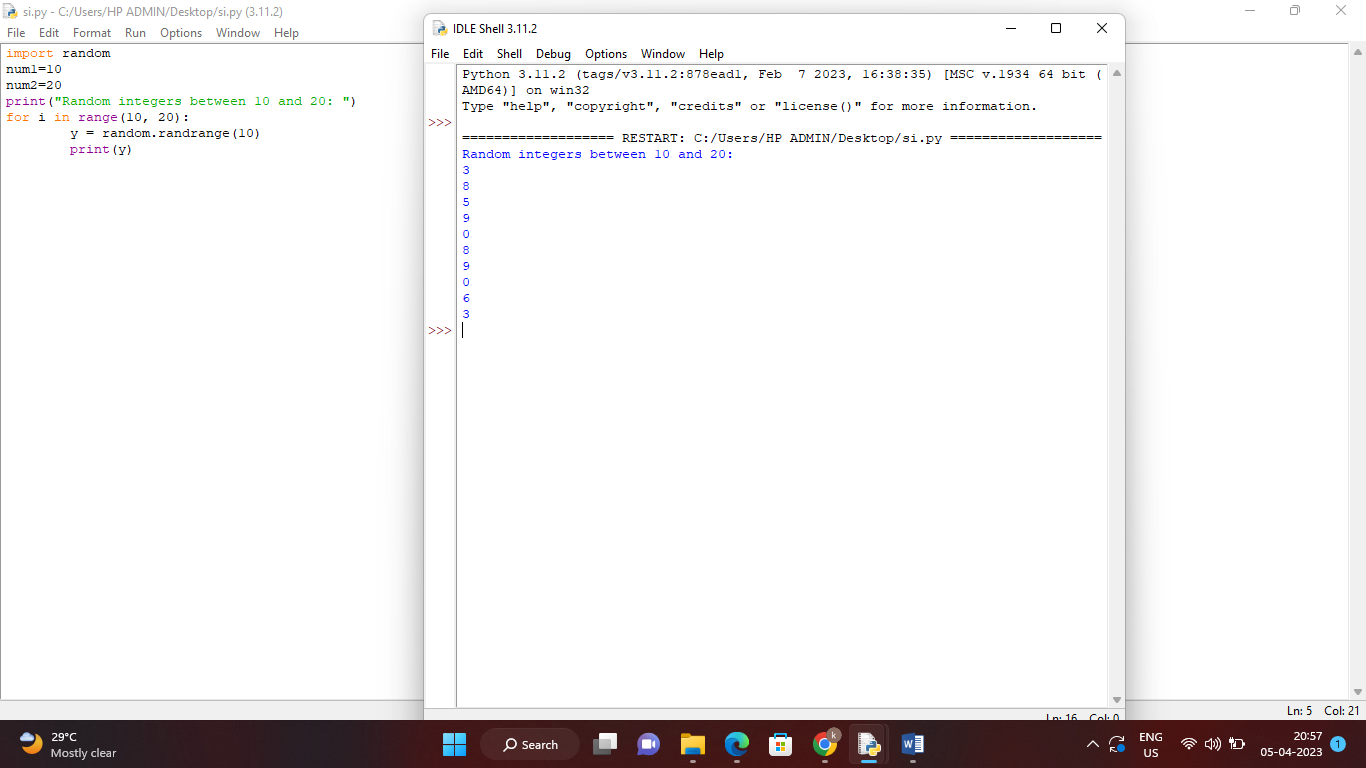 si.py - C:/Users/HP ADMIN/Desktop/si.py (3.11.2)
File Edit Format Run Options Window Help
import random
num1=10
num2=20
print("Random integers between 10 and 20: ")
for i in range(10, 20):
        y = random.randrange(10)
        print(y)
IDLE Shell 3.11.2
File Edit Shell Debug Options Window Help
Python 3.11.2 (tags/v3.11.2:878ead1, Feb  7 2023, 16:38:35) [MSC v.1934 64 bit (
AMD64)] on win32
Type "help", "copyright", "credits" or "license()" for more information.
>>>
=================== RESTART: C:/Users/HP ADMIN/Desktop/si.py ===================
Random integers between 10 and 20:
3
8
5
9
0
8
9
0
6
3
>>>
Ln: 16 Col: 0
Ln: 5 Col: 21
29°C
Mostly clear
Search
k
ENG
US
20:57
05-04-2023
1